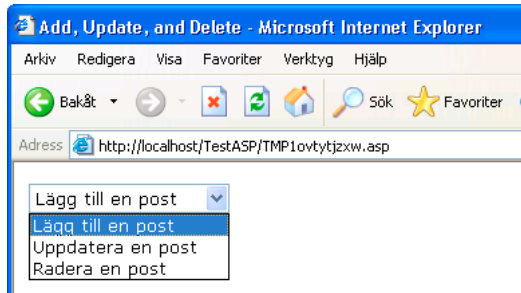 Add, Update, and Delete - Microsoft Internet Explorer
Arkiv Redigera Visa Favoriter Verktyg Hjälp
Bakåt Sök Favoriter
Adress http://localhost/TestASP/TMP1ovtytjzxw.asp
Lägg till en post
Lägg till en post
Uppdatera en post
Radera en post